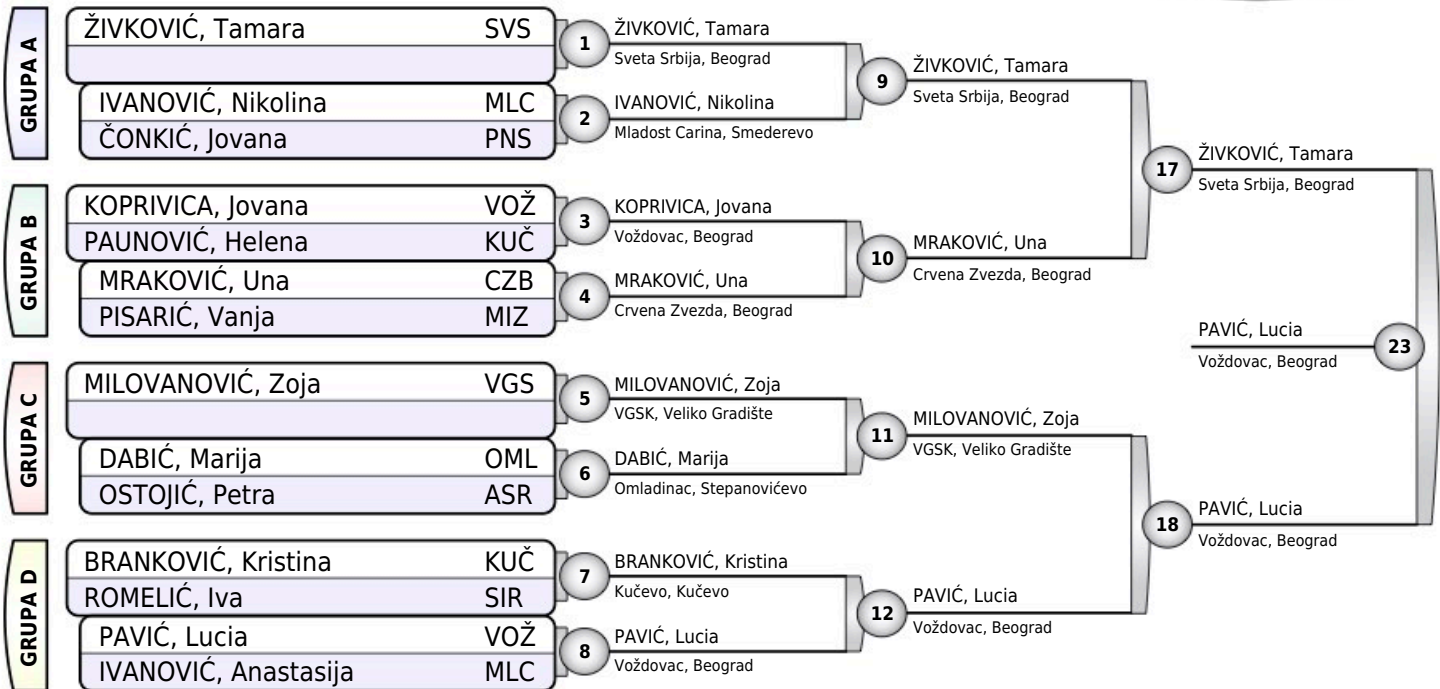 GRUPA A
ŽIVKOVIĆ, Tamara SVS
IVANOVIĆ, Nikolina MLC
ČONKIĆ, Jovana PNS
GRUPA B
KOPRIVICA, Jovana VOŽ
PAUNOVIĆ, Helena KUČ
MRAKOVIĆ, Una CZB
PISARIĆ, Vanja MIZ
GRUPA C
MILOVANOVIĆ, Zoja VGS
DABIĆ, Marija OML
OSTOJIĆ, Petra ASR
GRUPA D
BRANKOVIĆ, Kristina KUČ
ROMELIĆ, Iva SIR
PAVIĆ, Lucia VOŽ
IVANOVIĆ, Anastasija MLC
1
ŽIVKOVIĆ, Tamara
Sveta Srbija, Beograd
2
IVANOVIĆ, Nikolina
Mladost Carina, Smederevo
3
KOPRIVICA, Jovana
Voždovac, Beograd
4
MRAKOVIĆ, Una
Crvena Zvezda, Beograd
5
MILOVANOVIĆ, Zoja
VGSK, Veliko Gradište
6
DABIĆ, Marija
Omladinac, Stepanovićevo
7
BRANKOVIĆ, Kristina
Kučevo, Kučevo
8
PAVIĆ, Lucia
Voždovac, Beograd
9
ŽIVKOVIĆ, Tamara
Sveta Srbija, Beograd
10
MRAKOVIĆ, Una
Crvena Zvezda, Beograd
11
MILOVANOVIĆ, Zoja
VGSK, Veliko Gradište
12
PAVIĆ, Lucia
Voždovac, Beograd
17
ŽIVKOVIĆ, Tamara
Sveta Srbija, Beograd
18
PAVIĆ, Lucia
Voždovac, Beograd
PAVIĆ, Lucia
Voždovac, Beograd
23